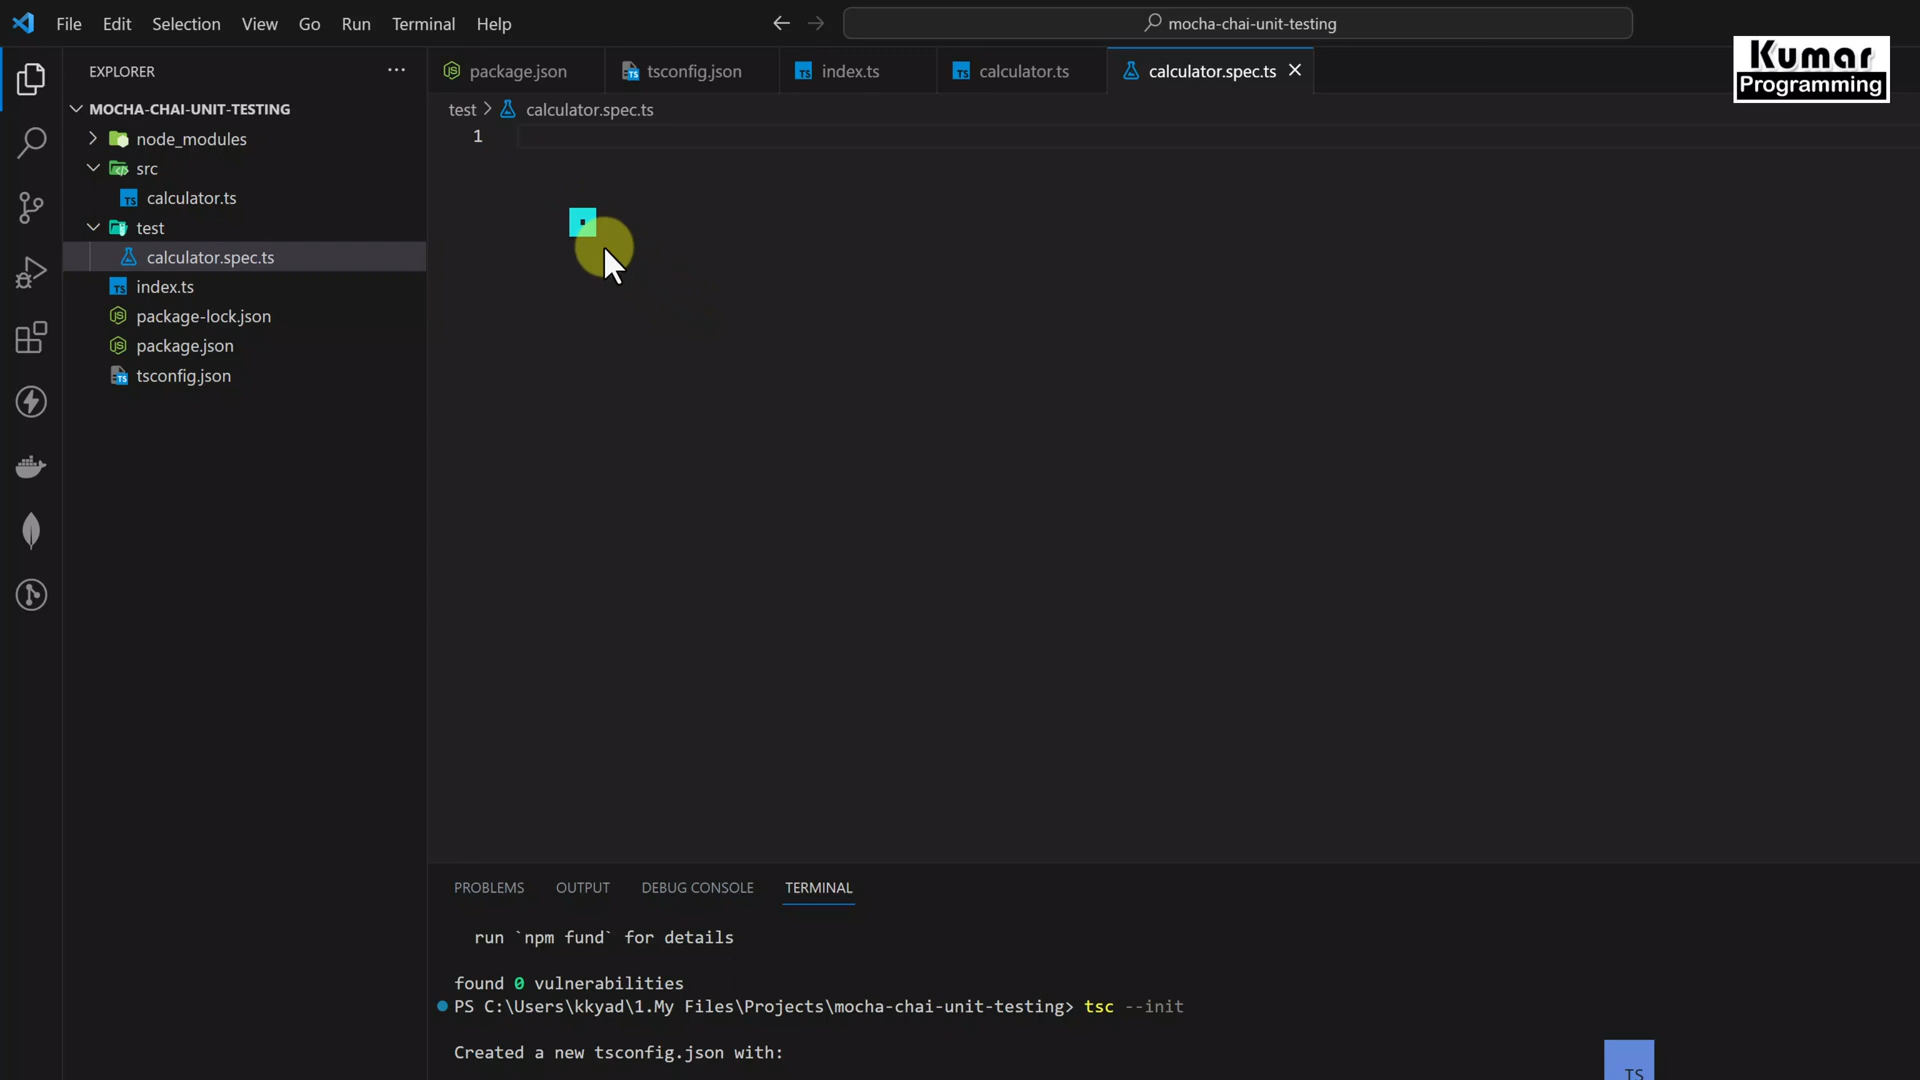 File Edit Selection View Go Run Terminal Help
mocha-chai-unit-testing
Kumar
Programming
EXPLORER
package.json
tsconfig.json
index.ts
calculator.ts
calculator.spec.ts
MOCHA-CHAI-UNIT-TESTING
node_modules
src
calculator.ts
test
calculator.spec.ts
index.ts
package-lock.json
package.json
tsconfig.json
test > calculator.spec.ts
1
PROBLEMS OUTPUT DEBUG CONSOLE TERMINAL
run `npm fund` for details
found 0 vulnerabilities
PS C:\Users\kkyad\1.My Files\Projects\mocha-chai-unit-testing> tsc --init
Created a new tsconfig.json with:
TS